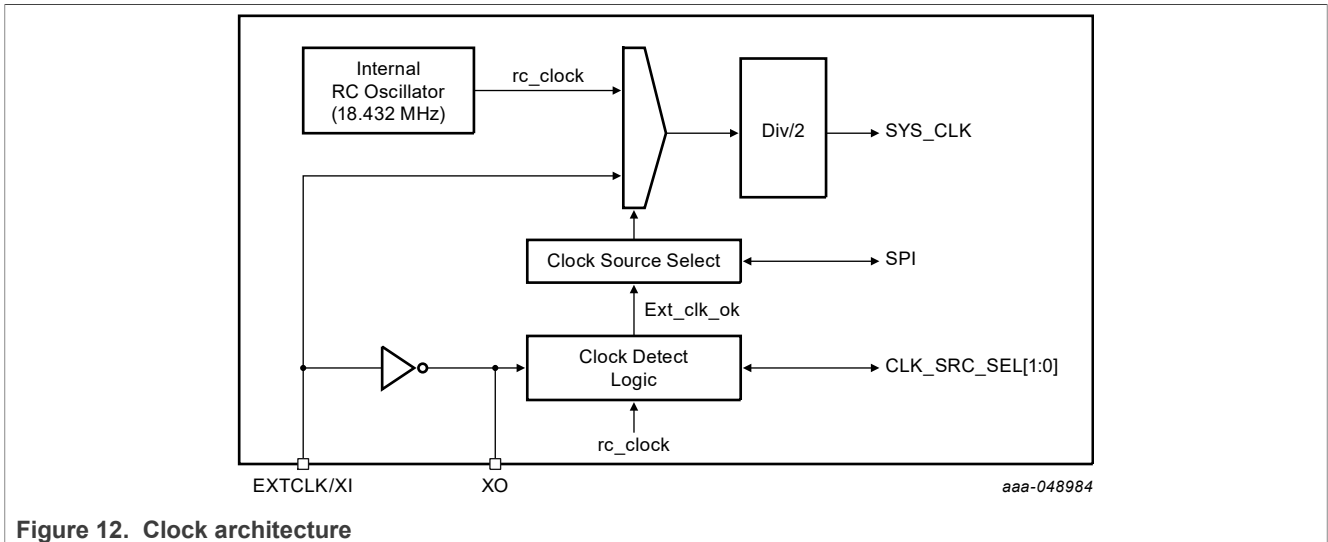 Internal
RC Oscillator
(18.432 MHz)
rc_clock
Div/2
SYS_CLK
Clock Source Select
SPI
Ext_clk_ok
Clock Detect
Logic
CLK_SRC_SEL[1:0]
rc_clock
EXTCLK/XI
XO
aaa-048984
Figure 12. Clock architecture